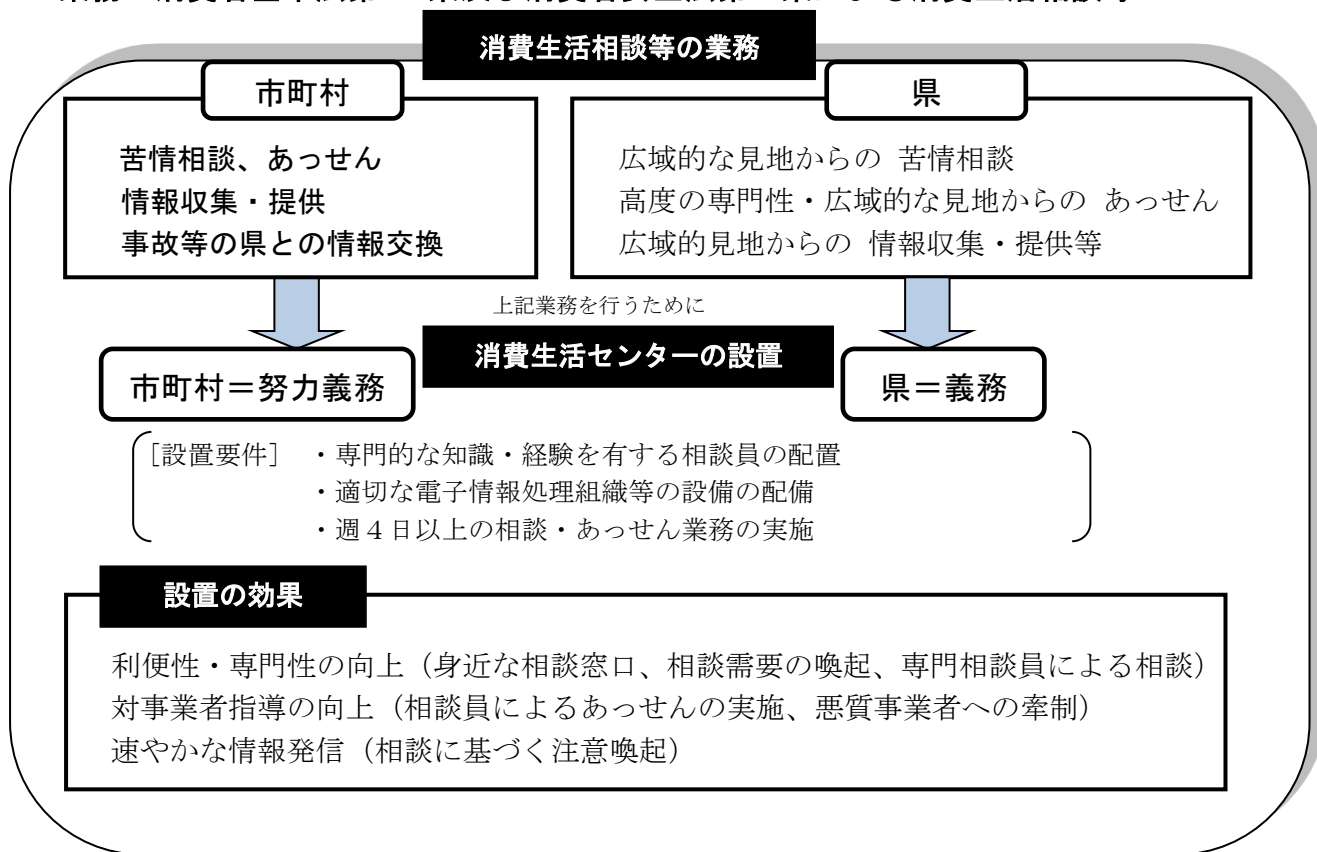 消費生活相談等の業務
市町村
苦情相談、あっせん
情報収集・提供
事故等の県との情報交換
県
広域的な見地からの 苦情相談
高度の専門性・広域的な見地からの あっせん
広域的見地からの 情報収集・提供等
上記業務を行うために
消費生活センターの設置
市町村＝努力義務
県＝義務
［設置要件］ ・専門的な知識・経験を有する相談員の配置
・適切な電子情報処理組織等の設備の配備
・週４日以上の相談・あっせん業務の実施
設置の効果
利便性・専門性の向上（身近な相談窓口、相談需要の喚起、専門相談員による相談）
対事業者指導の向上（相談員によるあっせんの実施、悪質事業者への牽制）
速やかな情報発信（相談に基づく注意喚起）